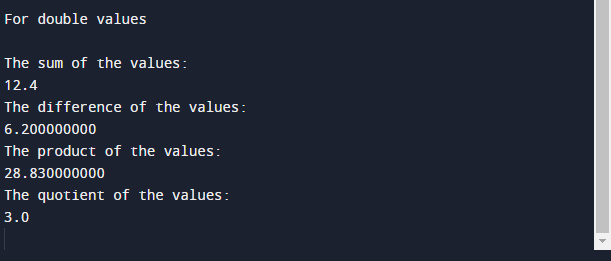 For double values
The sum of the values:
12.4
The difference of the values:
6.200000000
The product of the values:
28.830000000
The quotient of the values:
3.0